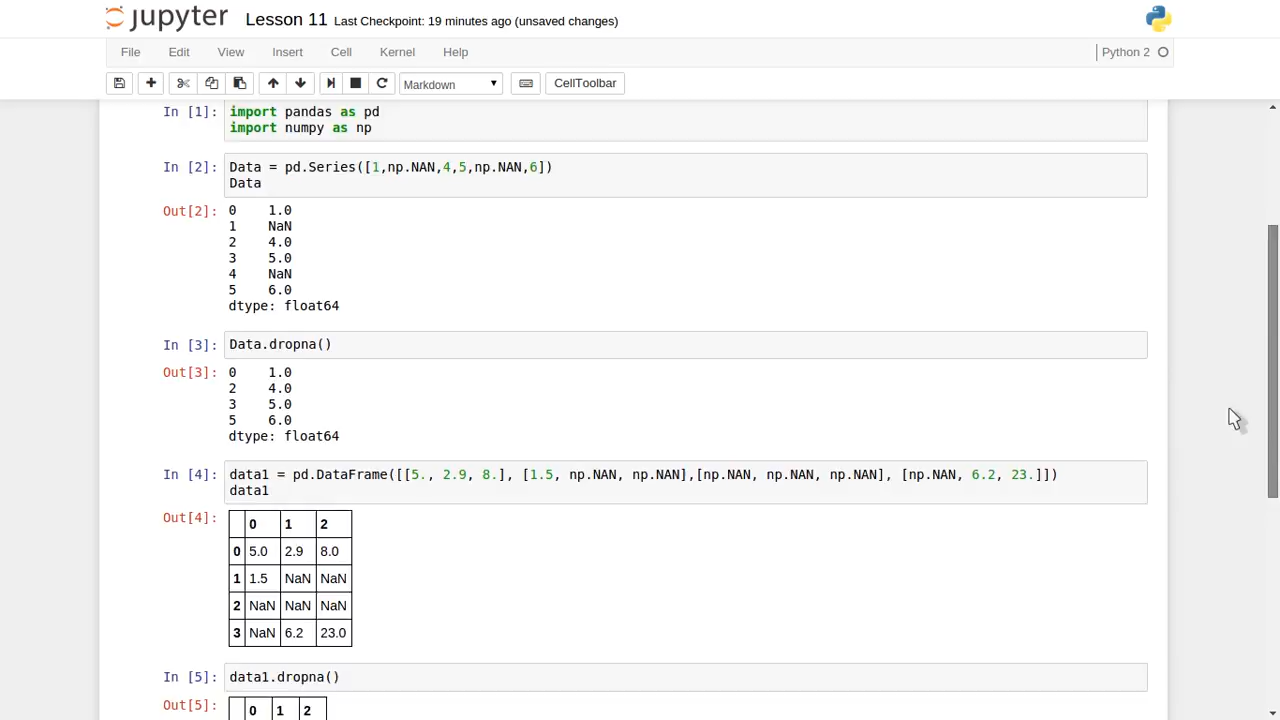 jupyter Lesson 11 Last Checkpoint: 19 minutes ago (unsaved changes)
File Edit View Insert Cell Kernel Help Python 2
Markdown CellToolbar
In [1]: import pandas as pd
import numpy as np
In [2]: Data = pd.Series([1,np.NAN,4,5,np.NAN,6])
Data
Out[2]: 0 1.0
1 NaN
2 4.0
3 5.0
4 NaN
5 6.0
dtype: float64
In [3]: Data.dropna()
Out[3]: 0 1.0
2 4.0
3 5.0
5 6.0
dtype: float64
In [4]: data1 = pd.DataFrame([[5., 2.9, 8.], [1.5, np.NAN, np.NAN],[np.NAN, np.NAN, np.NAN], [np.NAN, 6.2, 23.]])
data1
Out[4]: 0 1 2
0 5.0 2.9 8.0
1 1.5 NaN NaN
2 NaN NaN NaN
3 NaN 6.2 23.0
In [5]: data1.dropna()
Out[5]: 0 1 2